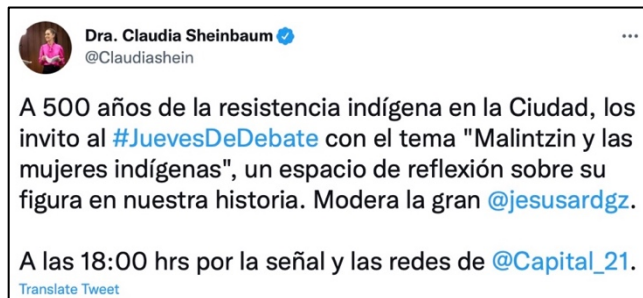 Dra. Claudia Sheinbaum
@Claudiashein
A 500 años de la resistencia indígena en la Ciudad, los
invito al #JuevesDeDebate con el tema "Malintzin y las
mujeres indígenas", un espacio de reflexión sobre su
figura en nuestra historia. Modera la gran @jesusardgz.
A las 18:00 hrs por la señal y las redes de @Capital_21.
Translate Tweet